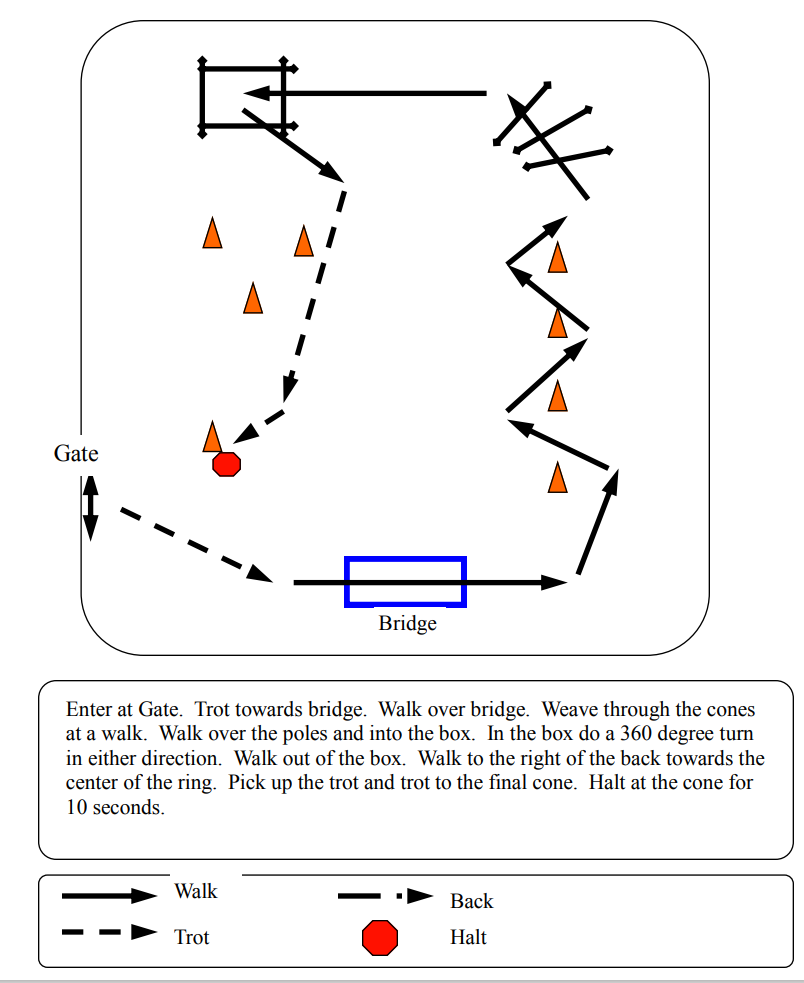 Gate
Bridge
Enter at Gate.  Trot towards bridge.  Walk over bridge.  Weave through the cones
at a walk.  Walk over the poles and into the box.  In the box do a 360 degree turn
in either direction.  Walk out of the box.  Walk to the right of the back towards the
center of the ring.  Pick up the trot and trot to the final cone.  Halt at the cone for
10 seconds.
Walk
Back
Trot
Halt